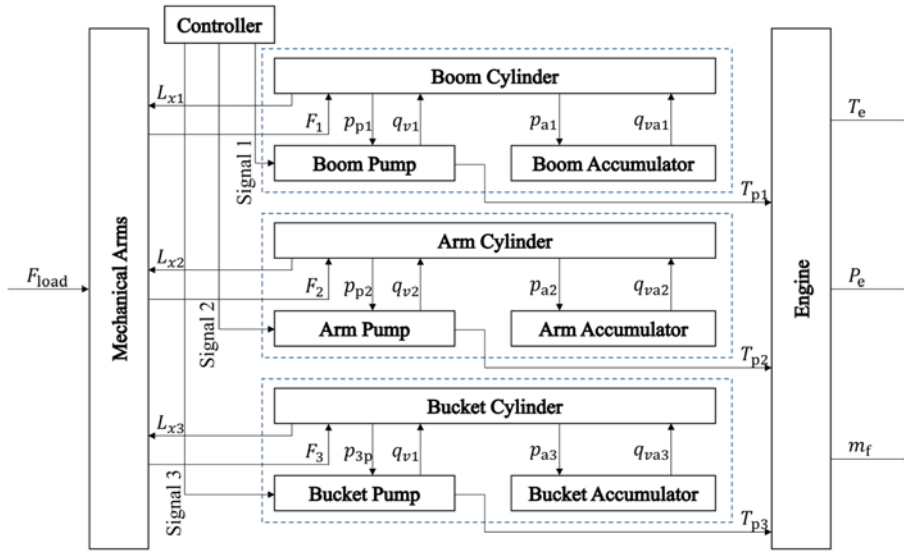 Controller
Boom Cylinder
L_{x1}
F_1
p_{p1}
q_{v1}
p_{a1}
q_{va1}
T_e
Signal 1
Boom Pump
Boom Accumulator
T_{p1}
Arm Cylinder
L_{x2}
F_{load}
Mechanical Arms
F_2
p_{p2}
q_{v2}
p_{a2}
q_{va2}
Engine
P_e
Signal 2
Arm Pump
Arm Accumulator
T_{p2}
Bucket Cylinder
L_{x3}
F_3
p_{3p}
q_{v1}
p_{a3}
q_{va3}
m_f
Signal 3
Bucket Pump
Bucket Accumulator
T_{p3}